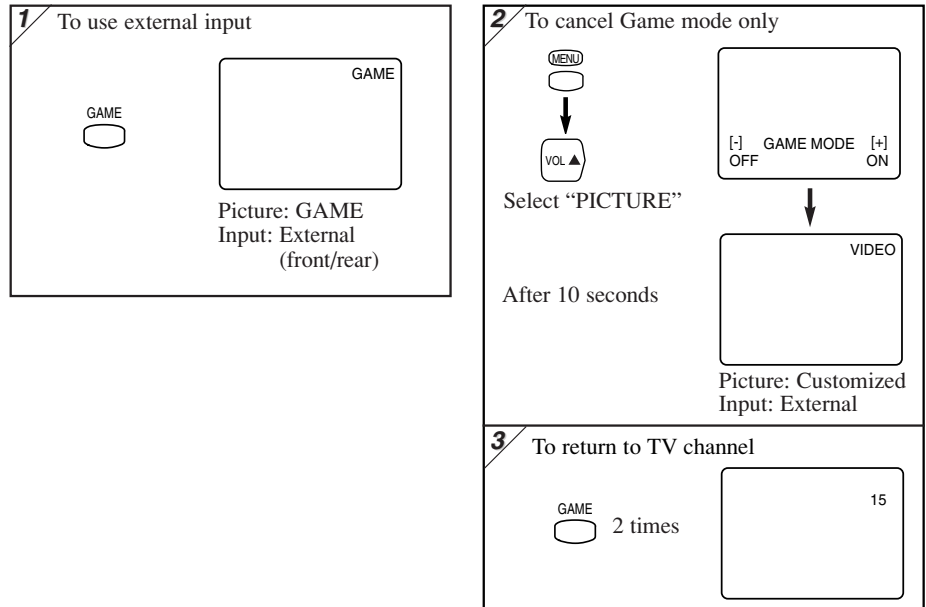 1 To use external input
GAME
GAME
Picture: GAME
Input: External
(front/rear)
2 To cancel Game mode only
MENU
VOL ▲
Select “PICTURE”
[-] GAME MODE [+]
OFF ON
After 10 seconds
VIDEO
Picture: Customized
Input: External
3 To return to TV channel
GAME
2 times
15